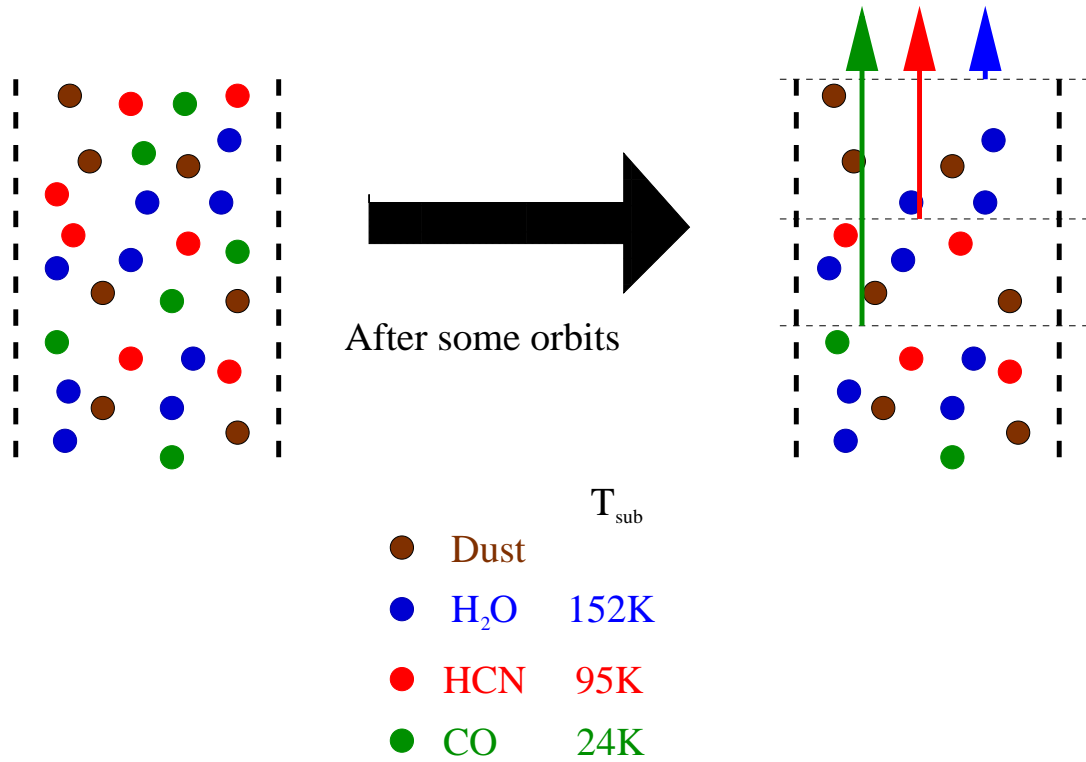 After some orbits
T_sub
Dust
H₂O 152K
HCN 95K
CO 24K